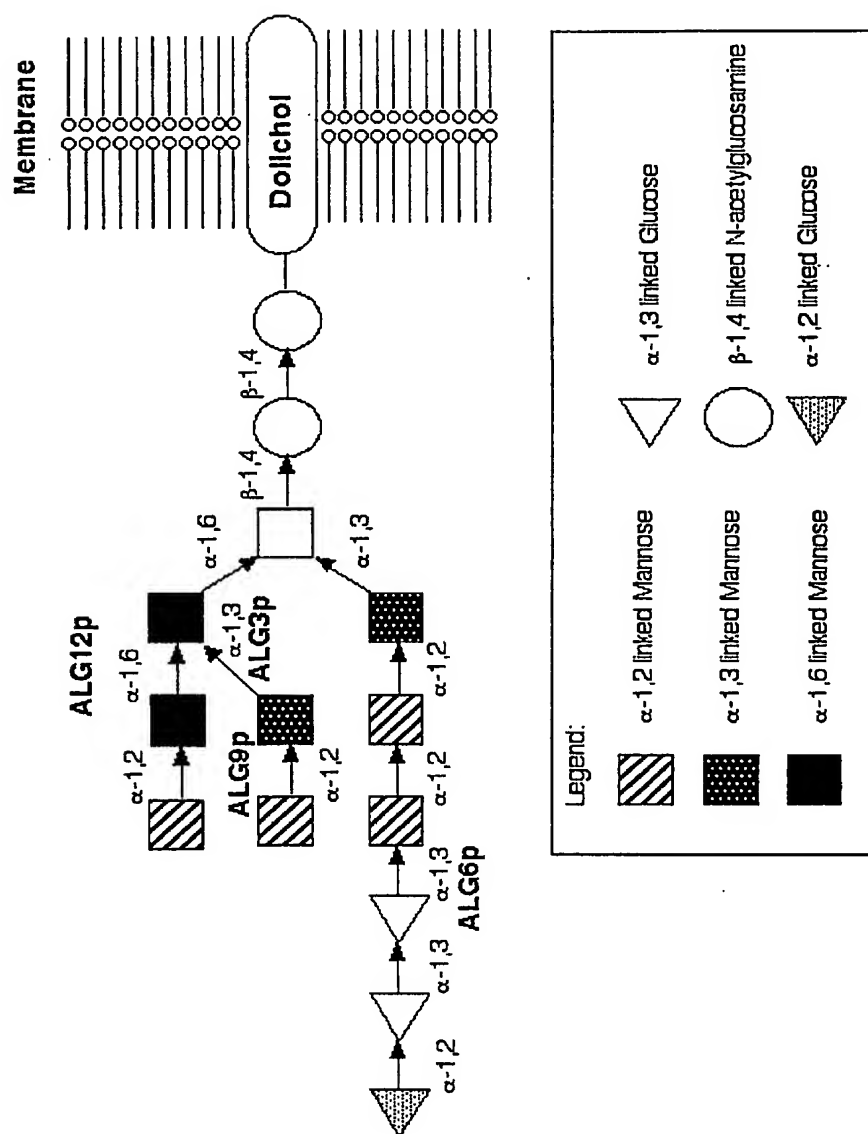 Membrane
Dolichol
β-1,4
β-1,4
α-1,6
α-1,3
ALG12p
α-1,6
α-1,3
ALG3p
α-1,2
ALG9p
α-1,2
α-1,2
α-1,2
α-1,3
ALG6p
α-1,3
α-1,2
Legend:
α-1,2 linked Mannose
α-1,3 linked Glucose
α-1,3 linked Mannose
β-1,4 linked N-acetylglucosamine
α-1,6 linked Mannose
α-1,2 linked Glucose